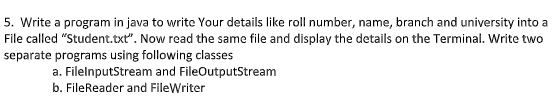 5. Write a program in java to write Your details like roll number, name, branch and university into a
File called "Student.txt". Now read the same file and display the details on the Terminal. Write two
separate programs using following classes
a. FileInputStream and FileOutputStream
b. FileReader and FileWriter